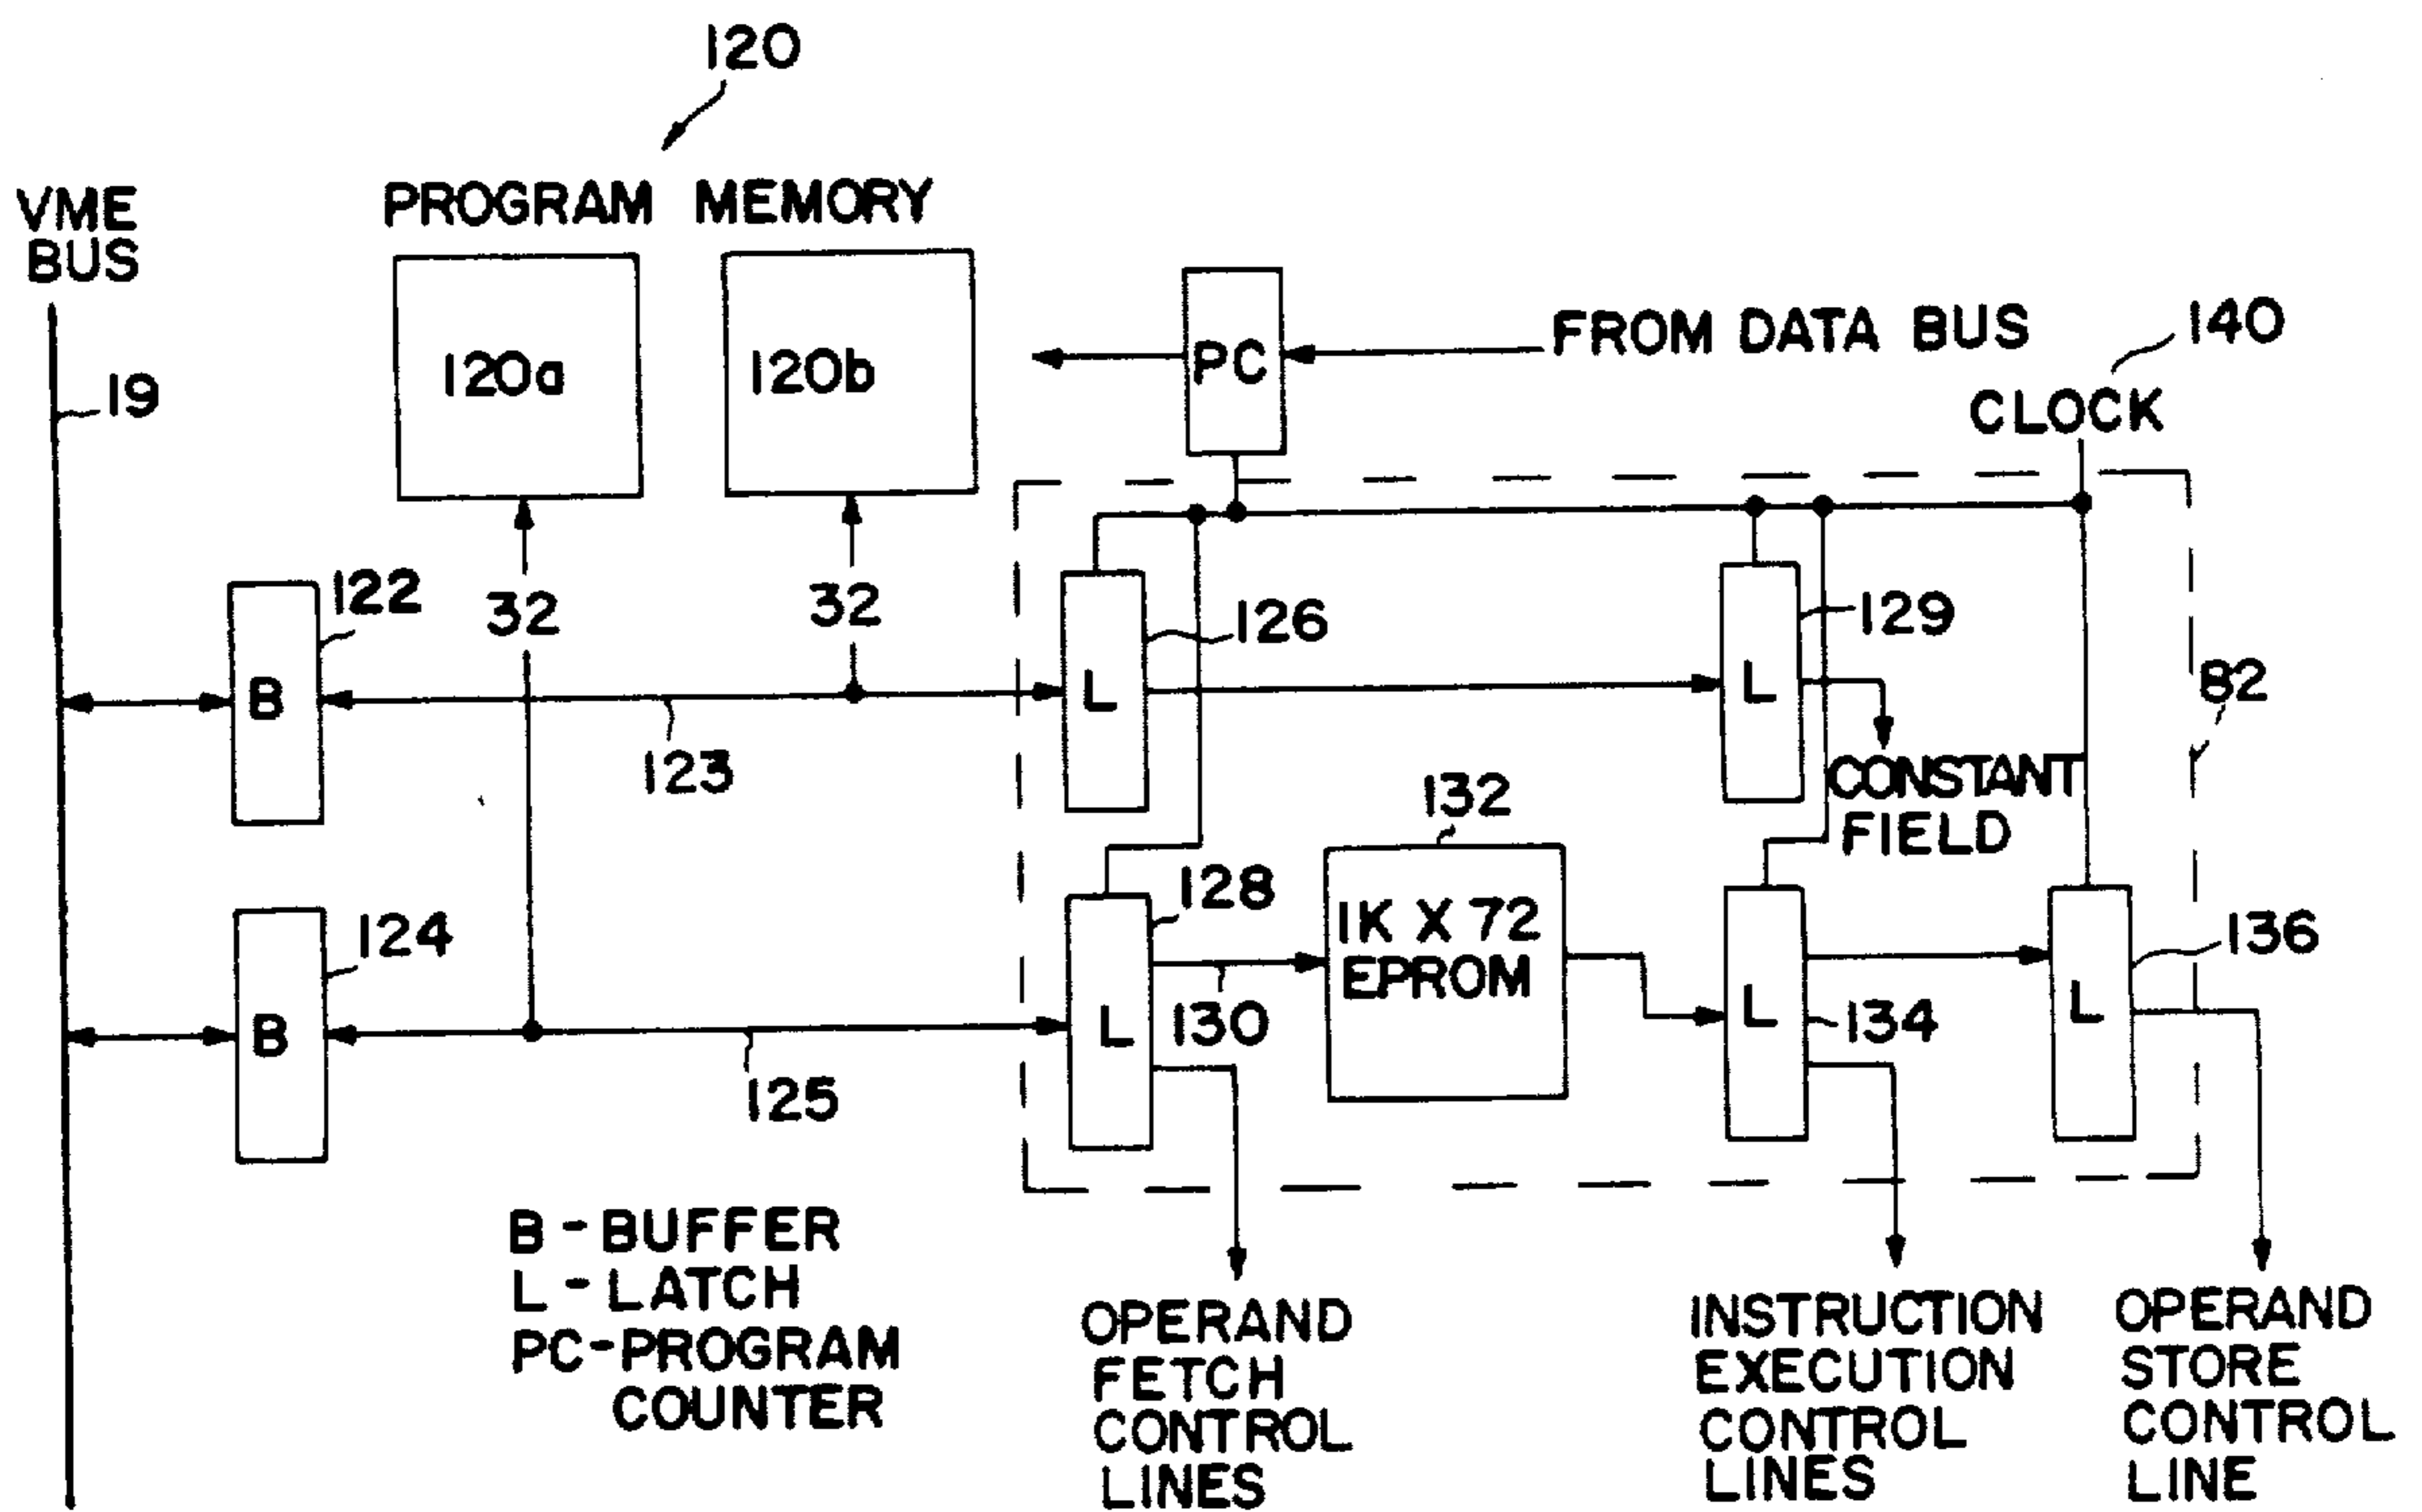 120
VME
BUS
PROGRAM MEMORY
120a
120b
PC
FROM DATA BUS
140
CLOCK
19
122
32
32
126
129
B
L
L
82
123
CONSTANT
FIELD
132
124
128
1K X 72
EPROM
136
B
L
130
L
134
L
125
B - BUFFER
L - LATCH
PC - PROGRAM
COUNTER
OPERAND
FETCH
CONTROL
LINES
INSTRUCTION
EXECUTION
CONTROL
LINES
OPERAND
STORE
CONTROL
LINE